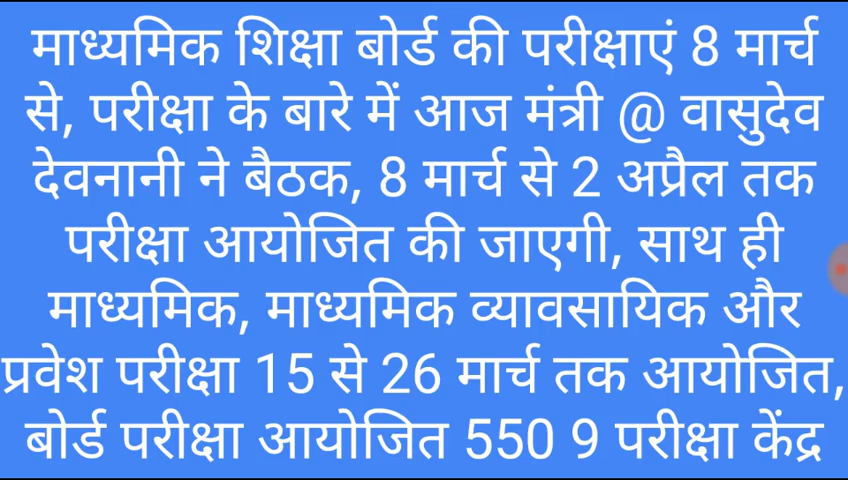 माध्यमिक शिक्षा बोर्ड की परीक्षाएं 8 मार्च
से, परीक्षा के बारे में आज मंत्री @ वासुदेव
देवनानी ने बैठक, 8 मार्च से 2 अप्रैल तक
परीक्षा आयोजित की जाएगी, साथ ही
माध्यमिक, माध्यमिक व्यावसायिक और
प्रवेश परीक्षा 15 से 26 मार्च तक आयोजित,
बोर्ड परीक्षा आयोजित 550 9 परीक्षा केंद्र